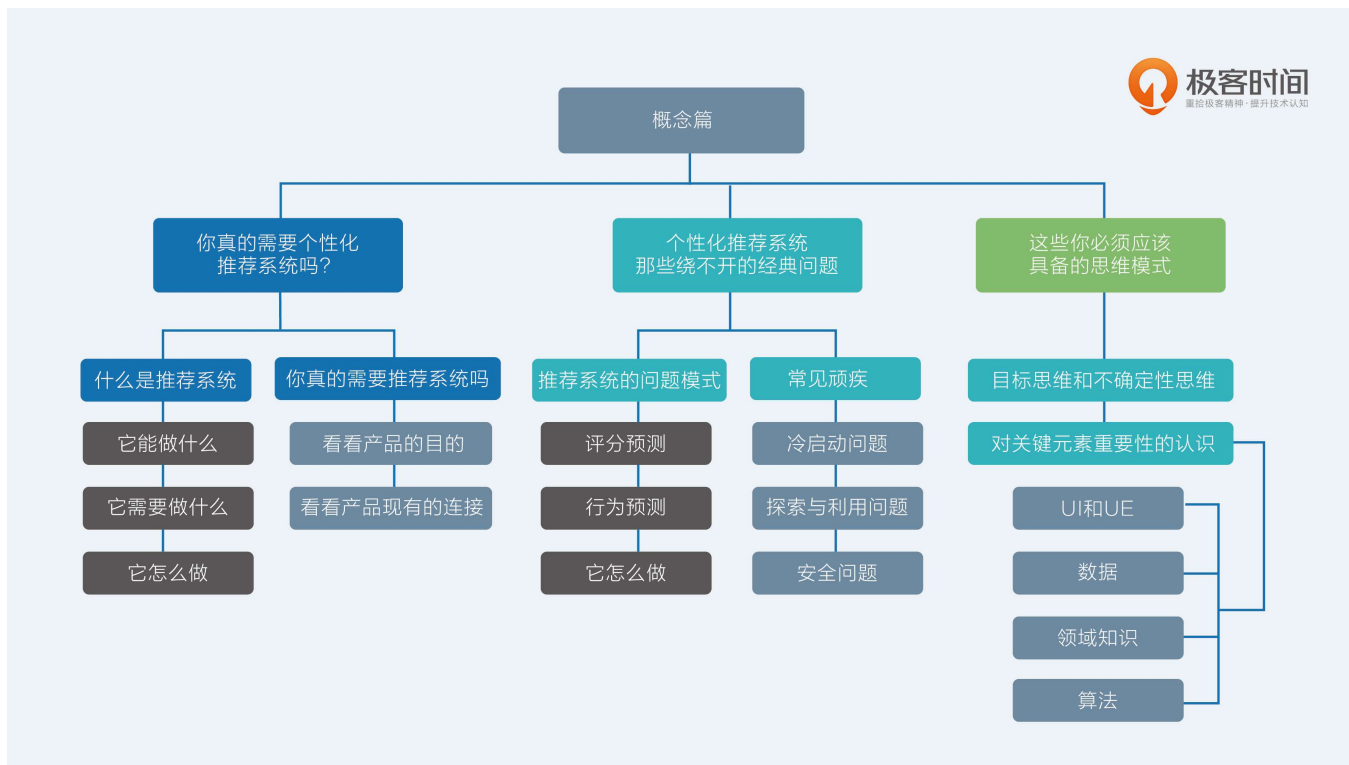 极客时间
重拾极客精神·提升技术认知
概念篇
你真的需要个性化
推荐系统吗？
个性化推荐系统
那些绕不开的经典问题
这些你必须应该
具备的思维模式
什么是推荐系统
你真的需要推荐系统吗
推荐系统的问题模式
常见顽疾
目标思维和不确定性思维
它能做什么
看看产品的目的
评分预测
冷启动问题
对关键元素重要性的认识
它需要做什么
看看产品现有的连接
行为预测
探索与利用问题
UI和UE
它怎么做
它怎么做
安全问题
数据
领域知识
算法